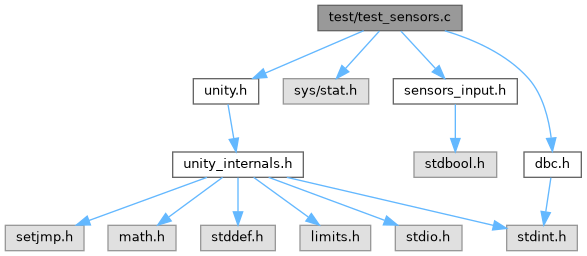 test/test_sensors.c
unity.h
sys/stat.h
sensors_input.h
unity_internals.h
stdbool.h
dbc.h
setjmp.h
math.h
stddef.h
limits.h
stdio.h
stdint.h